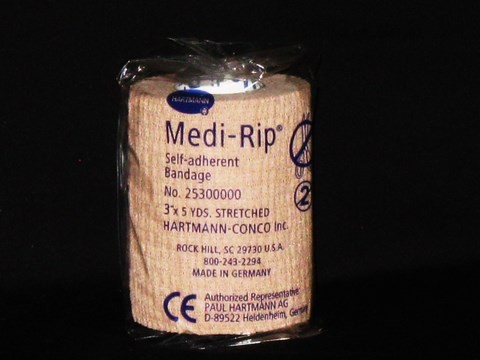 HARTMANN
Medi-Rip®
Self-adherent
Bandage
No. 25300000
3"x 5 YDS. STRETCHED
HARTMANN-CONCO Inc.
ROCK HILL, SC 29730 U.S.A.
800-243-2294
MADE IN GERMANY
CE
Authorized Representative
PAUL HARTMANN AG
D-89522 Heidenheim, Germany
2